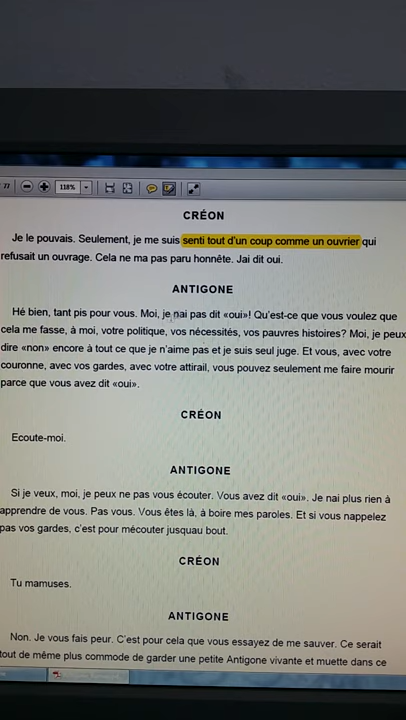 77
118%
CRÉON
Je le pouvais. Seulement, je me suis senti tout d'un coup comme un ouvrier qui
refusait un ouvrage. Cela ne ma pas paru honnête. Jai dit oui.
ANTIGONE
Hé bien, tant pis pour vous. Moi, je nai pas dit «oui»! Qu'est-ce que vous voulez que
cela me fasse, à moi, votre politique, vos nécessités, vos pauvres histoires? Moi, je peux
dire «non» encore à tout ce que je n'aime pas et je suis seul juge. Et vous, avec votre
couronne, avec vos gardes, avec votre attirail, vous pouvez seulement me faire mourir
parce que vous avez dit «oui».
CRÉON
Ecoute-moi.
ANTIGONE
Si je veux, moi, je peux ne pas vous écouter. Vous avez dit «oui». Je nai plus rien à
apprendre de vous. Pas vous. Vous êtes là, à boire mes paroles. Et si vous nappelez
pas vos gardes, c'est pour mécouter jusquau bout.
CRÉON
Tu mamuses.
ANTIGONE
Non. Je vous fais peur. C'est pour cela que vous essayez de me sauver. Ce serait
tout de même plus commode de garder une petite Antigone vivante et muette dans ce